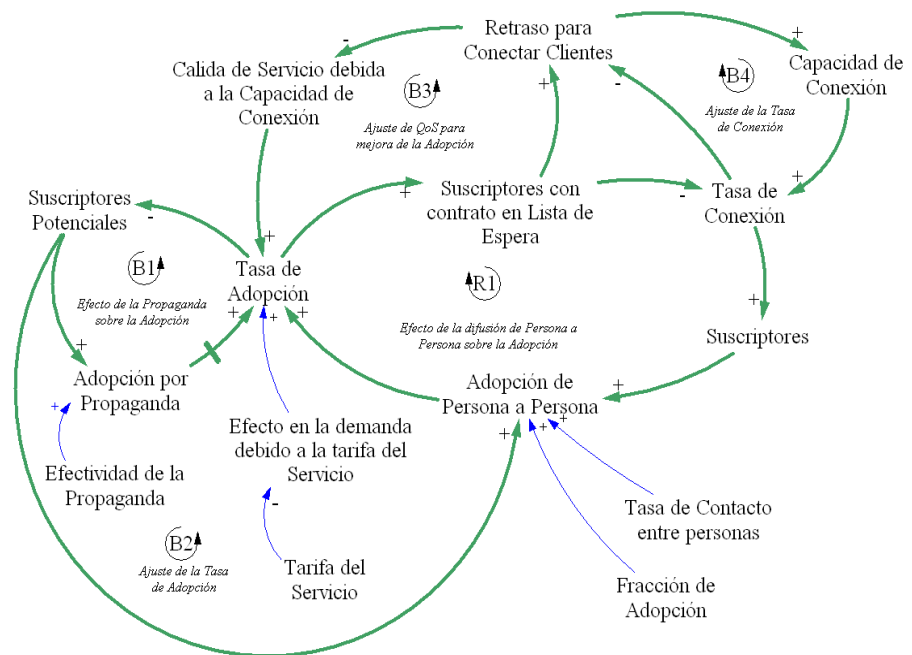 Retraso para
Conectar Clientes
-
+
+
-
Calida de Servicio debida
a la Capacidad de
Conexión
B3
Ajuste de QoS para
mejora de la Adopción
B4
Ajuste de la Tasa
de Conexión
Capacidad de
Conexión
+
Suscriptores
Potenciales
-
Suscriptores con
contrato en Lista de
Espera
+
-
Tasa de
Conexión
B1
Efecto de la Propaganda
sobre la Adopción
+
Tasa de
Adopción
+
+
+
R1
Efecto de la difusión de Persona a
Persona sobre la Adopción
+
Suscriptores
+
Adopción por
Propaganda
+
Adopción de
Persona a Persona
+
+
+
+
Efecto en la demanda
debido a la tarifa del
Servicio
-
Efectividad de la
Propaganda
Tasa de Contacto
entre personas
B2
Ajuste de la Tasa
de Adopción
Tarifa del
Servicio
Fracción de
Adopción